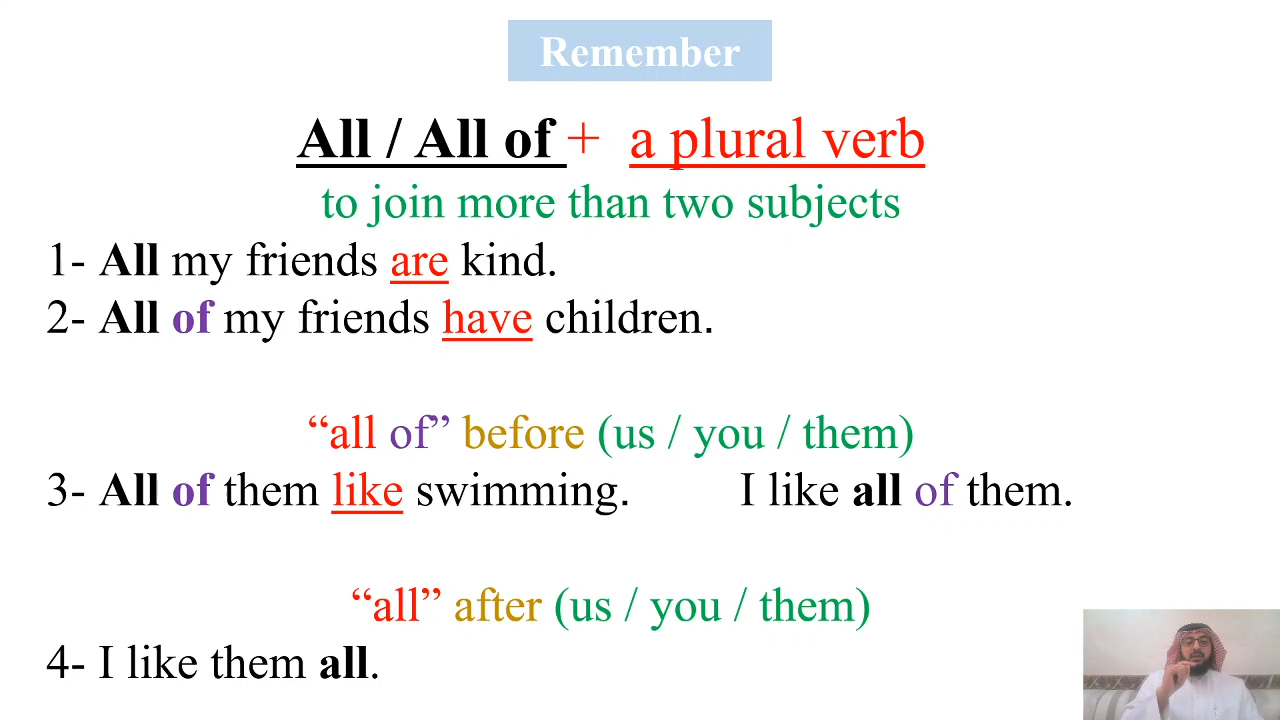 Remember
All / All of + a plural verb
to join more than two subjects
1- All my friends are kind.
2- All of my friends have children.
“all of” before (us / you / them)
3- All of them like swimming. I like all of them.
“all” after (us / you / them)
4- I like them all.